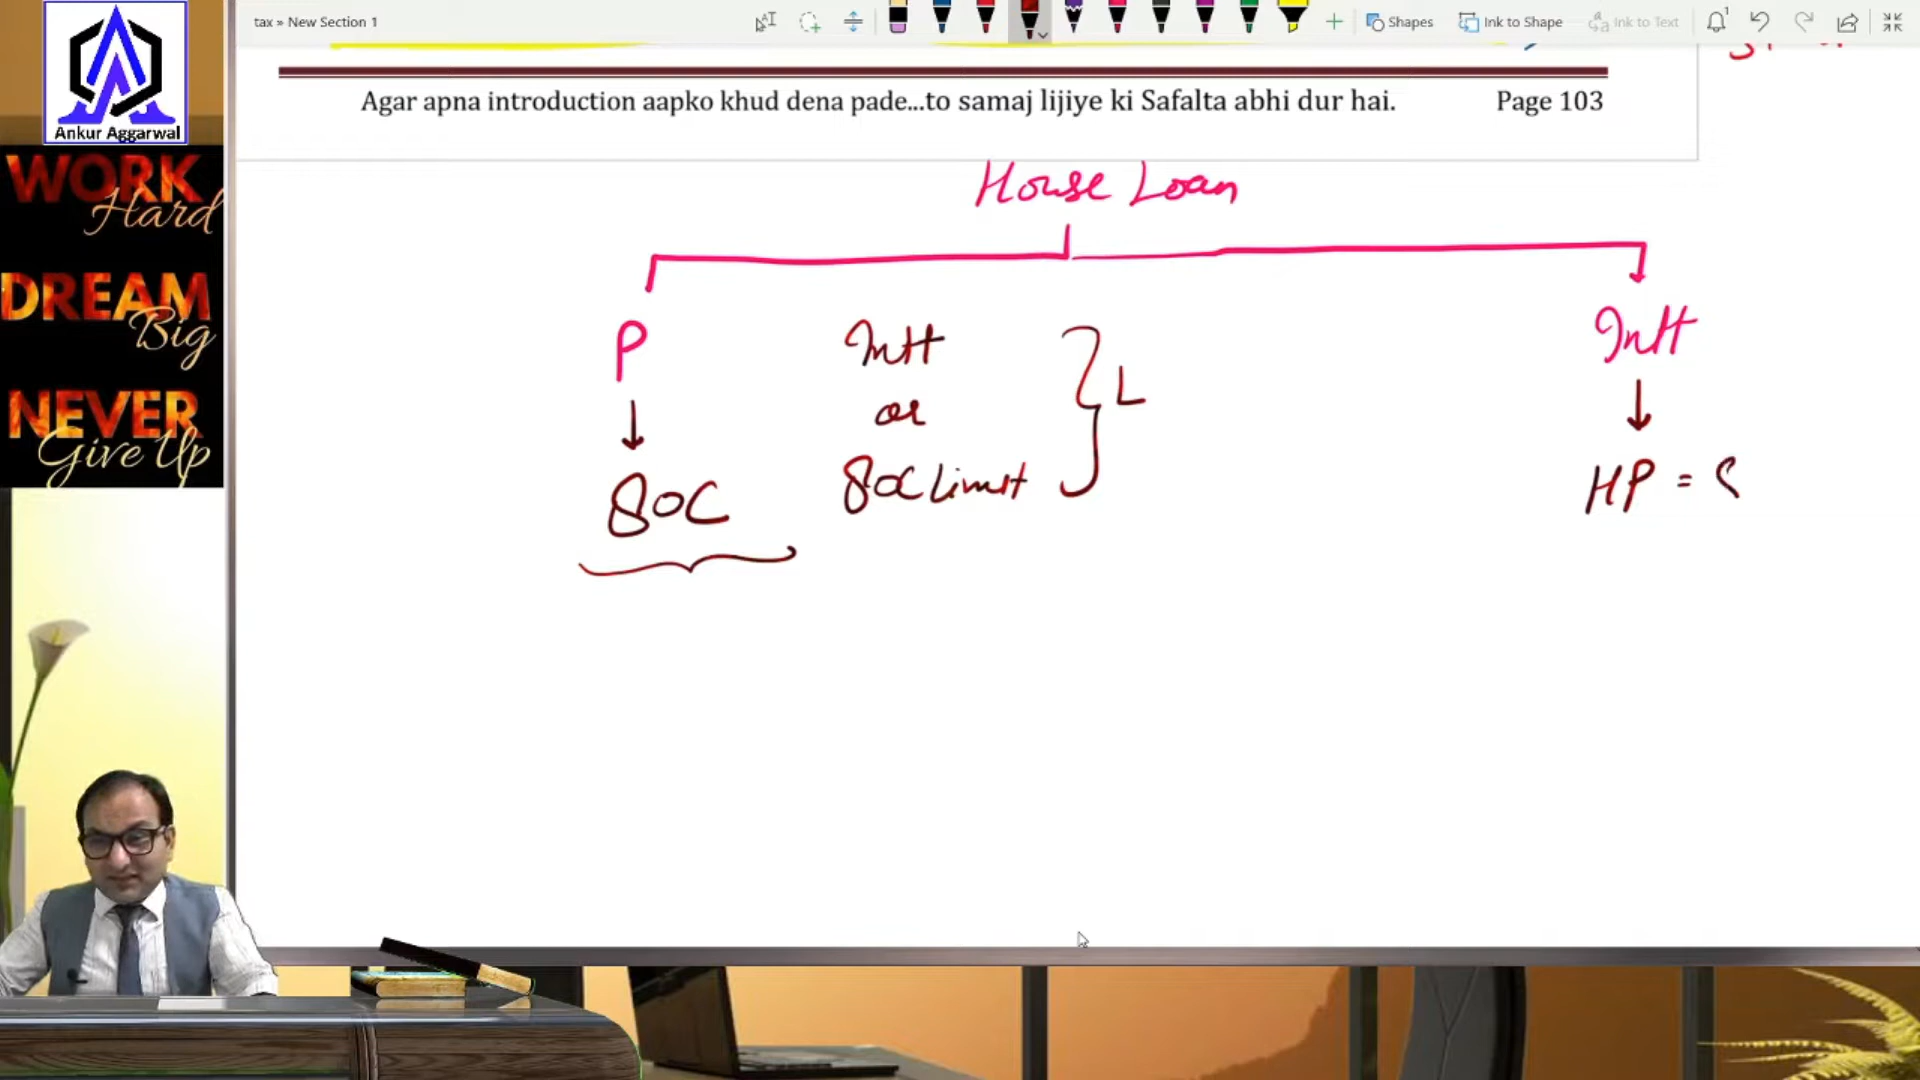 tax » New Section 1
Shapes
Ink to Shape
Ink to Text
1
Ankur Aggarwal
WORK
Hard
DREAM
Big
NEVER
Give Up
Agar apna introduction aapko khud dena pade...to samaj lijiye ki Safalta abhi dur hai. Page 103
House Loan
P
80C
Intt
or
80C Limit
L
Intt
HP =